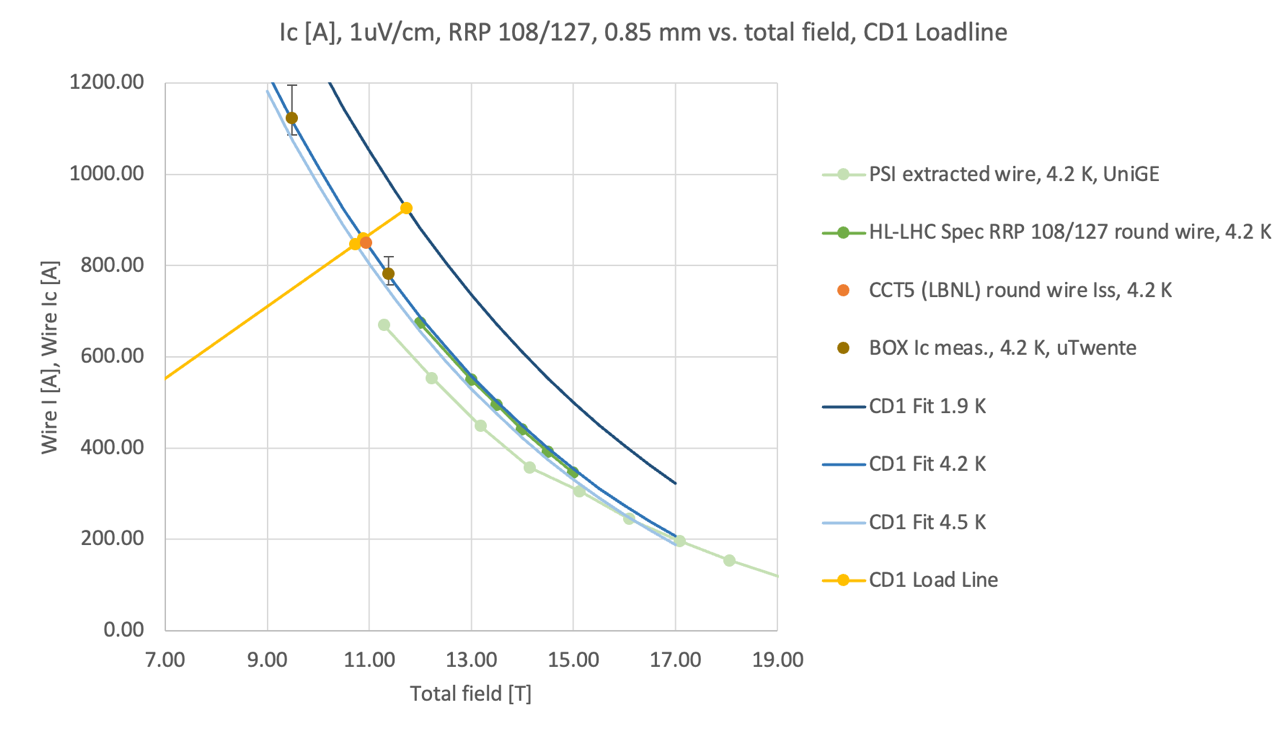 Ic [A], 1uV/cm, RRP 108/127, 0.85 mm vs. total field, CD1 Loadline
1200.00
1000.00
800.00
600.00
400.00
200.00
0.00
Wire I [A], Wire Ic [A]
7.00 9.00 11.00 13.00 15.00 17.00 19.00
Total field [T]
PSI extracted wire, 4.2 K, UniGE
HL-LHC Spec RRP 108/127 round wire, 4.2 K
CCT5 (LBNL) round wire Iss, 4.2 K
BOX Ic meas., 4.2 K, uTwente
CD1 Fit 1.9 K
CD1 Fit 4.2 K
CD1 Fit 4.5 K
CD1 Load Line